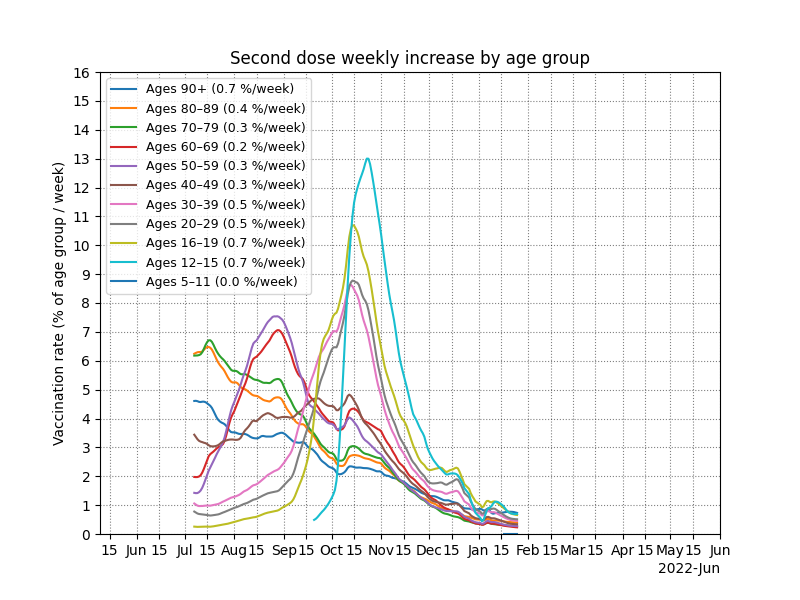 Second dose weekly increase by age group
Vaccination rate (% of age group / week)
16
15
14
13
12
11
10
9
8
7
6
5
4
3
2
1
0
Ages 90+ (0.7 %/week)
Ages 80–89 (0.4 %/week)
Ages 70–79 (0.3 %/week)
Ages 60–69 (0.2 %/week)
Ages 50–59 (0.3 %/week)
Ages 40–49 (0.3 %/week)
Ages 30–39 (0.5 %/week)
Ages 20–29 (0.5 %/week)
Ages 16–19 (0.7 %/week)
Ages 12–15 (0.7 %/week)
Ages 5–11 (0.0 %/week)
15 Jun 15 Jul 15 Aug 15 Sep 15 Oct 15 Nov 15 Dec 15 Jan 15 Feb 15 Mar 15 Apr 15 May 15 Jun
2022-Jun